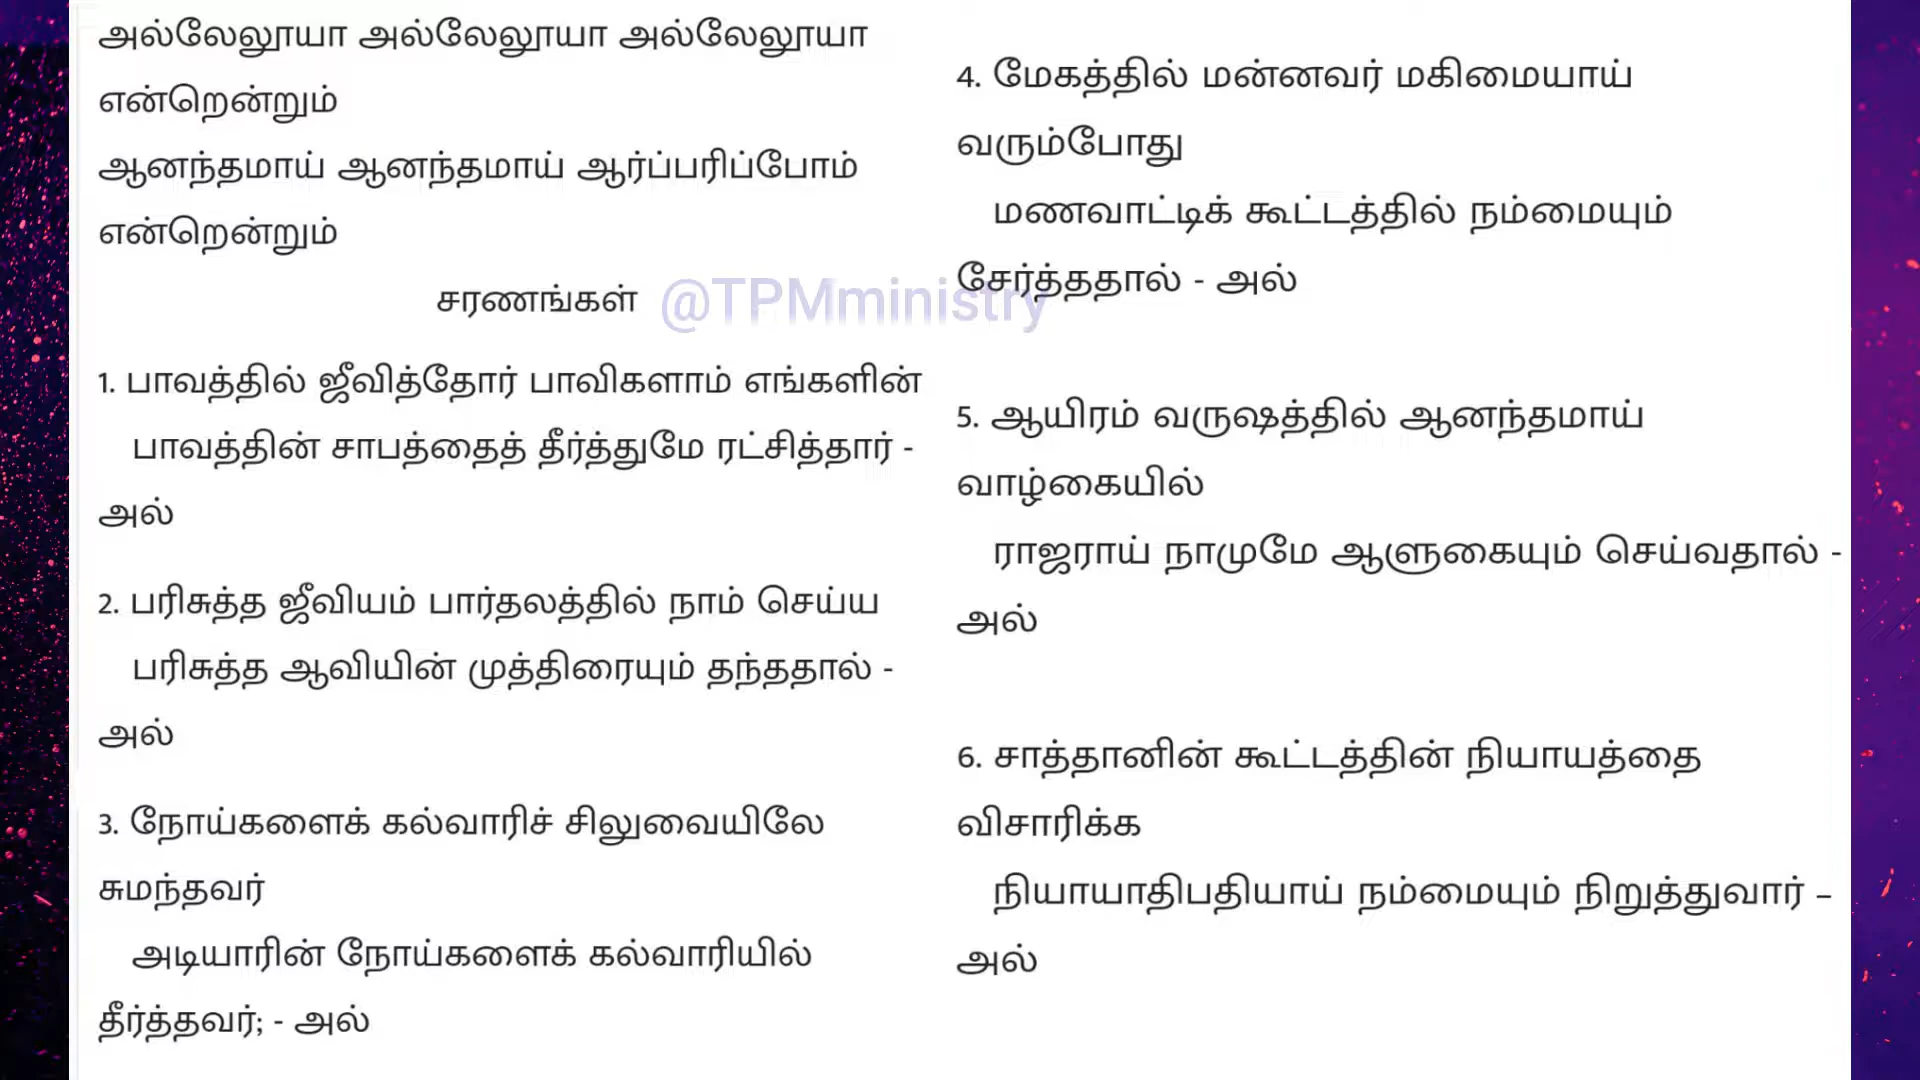 அல்லேலூயா அல்லேலூயா அல்லேலூயா
என்றென்றும்
ஆனந்தமாய் ஆனந்தமாய் ஆர்ப்பரிப்போம்
என்றென்றும்
சரணங்கள்
@TPMministry
1. பாவத்தில் ஜீவித்தோர் பாவிகளாம் எங்களின்
பாவத்தின் சாபத்தைத் தீர்த்துமே ரட்சித்தார் -
அல்
2. பரிசுத்த ஜீவியம் பார்தலத்தில் நாம் செய்ய
பரிசுத்த ஆவியின் முத்திரையும் தந்ததால் -
அல்
3. நோய்களைக் கல்வாரிச் சிலுவையிலே
சுமந்தவர்
அடியாரின் நோய்களைக் கல்வாரியில்
தீர்த்தவர்; - அல்
4. மேகத்தில் மன்னவர் மகிமையாய்
வரும்போது
மணவாட்டிக் கூட்டத்தில் நம்மையும்
சேர்த்ததால் - அல்
5. ஆயிரம் வருஷத்தில் ஆனந்தமாய்
வாழ்கையில்
ராஜராய் நாமுமே ஆளுகையும் செய்வதால் -
அல்
6. சாத்தானின் கூட்டத்தின் நியாயத்தை
விசாரிக்க
நியாயாதிபதியாய் நம்மையும் நிறுத்துவார் –
அல்